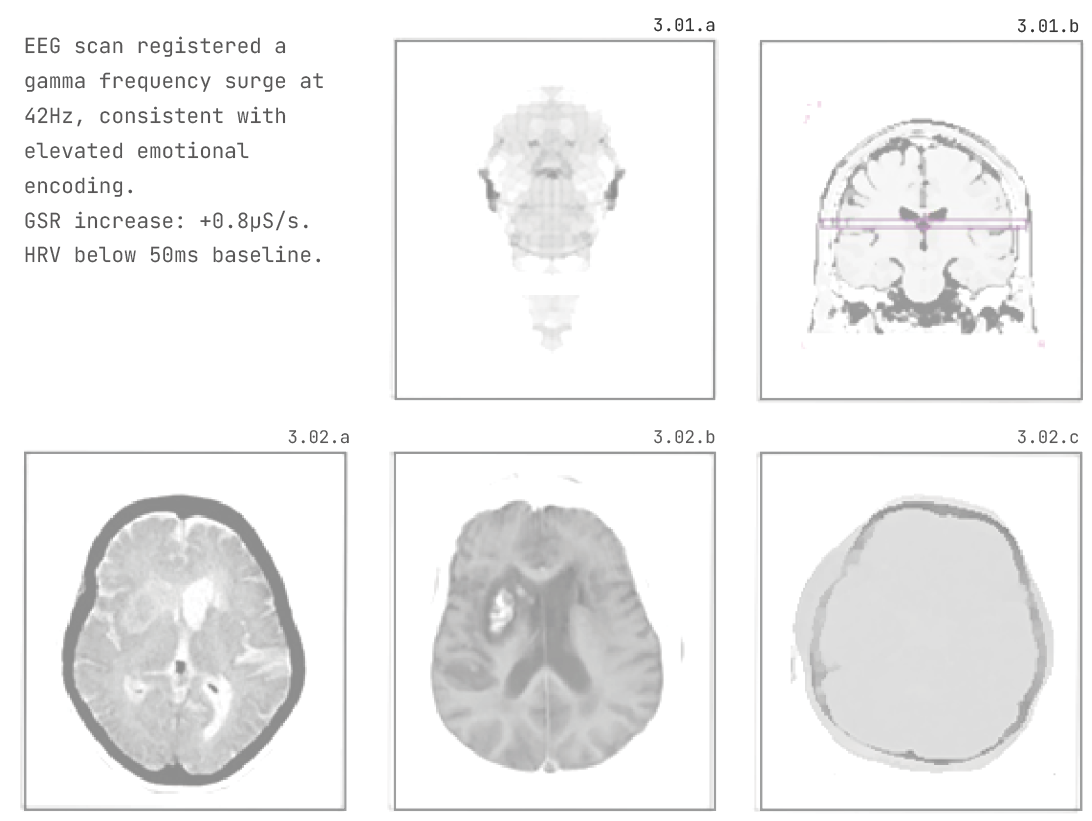 EEG scan registered a
gamma frequency surge at
42Hz, consistent with
elevated emotional
encoding.
GSR increase: +0.8µS/s.
HRV below 50ms baseline.
3.01.a
3.01.b
3.02.a
3.02.b
3.02.c